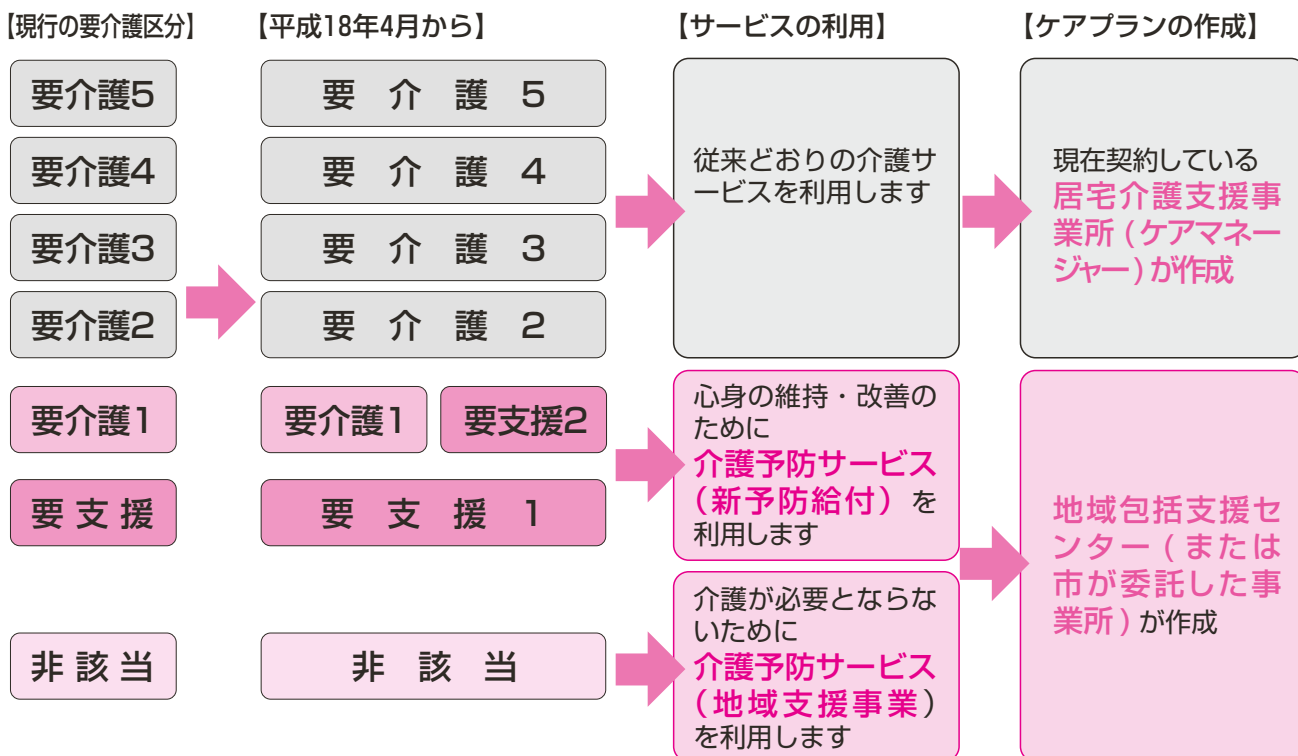 【現行の要介護区分】
要介護5
要介護4
要介護3
要介護2
要介護1
要支援
非該当
【平成18年4月から】
要介護5
要介護4
要介護3
要介護2
要介護1
要支援2
要支援1
非該当
【サービスの利用】
従来どおりの介護サ
ービスを利用します
心身の維持・改善の
ために
介護予防サービス
（新予防給付）を
利用します
介護が必要とならな
いために
介護予防サービス
（地域支援事業）
を利用します
【ケアプランの作成】
現在契約している
居宅介護支援事
業所(ケアマネー
ジャー)が作成
地域包括支援セ
ンター(または
市が委託した事
業所)が作成